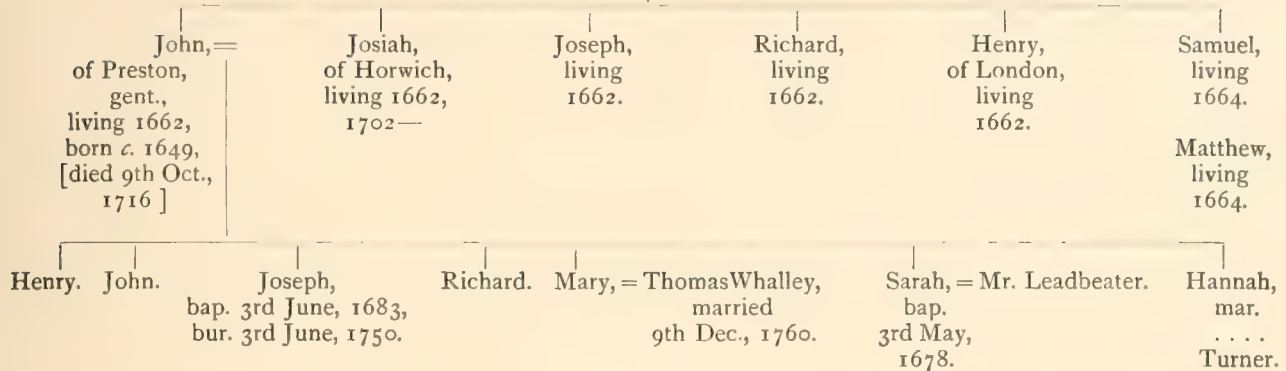 John,=
of Preston,
gent.,
living 1662,
born c. 1649,
[died 9th Oct.,
1716 ]
Josiah,
of Horwich,
living 1662,
1702—
Joseph,
living
1662.
Richard,
living
1662.
Henry,
of London,
living
1662.
Samuel,
living
1664.
Matthew,
living
1664.
Henry.
John.
Joseph,
bap. 3rd June, 1683,
bur. 3rd June, 1750.
Richard.
Mary, = Thomas Whalley,
married
9th Dec., 1760.
Sarah, = Mr. Leadbeater.
bap.
3rd May,
1678.
Hannah,
mar.
. . . .
Turner.